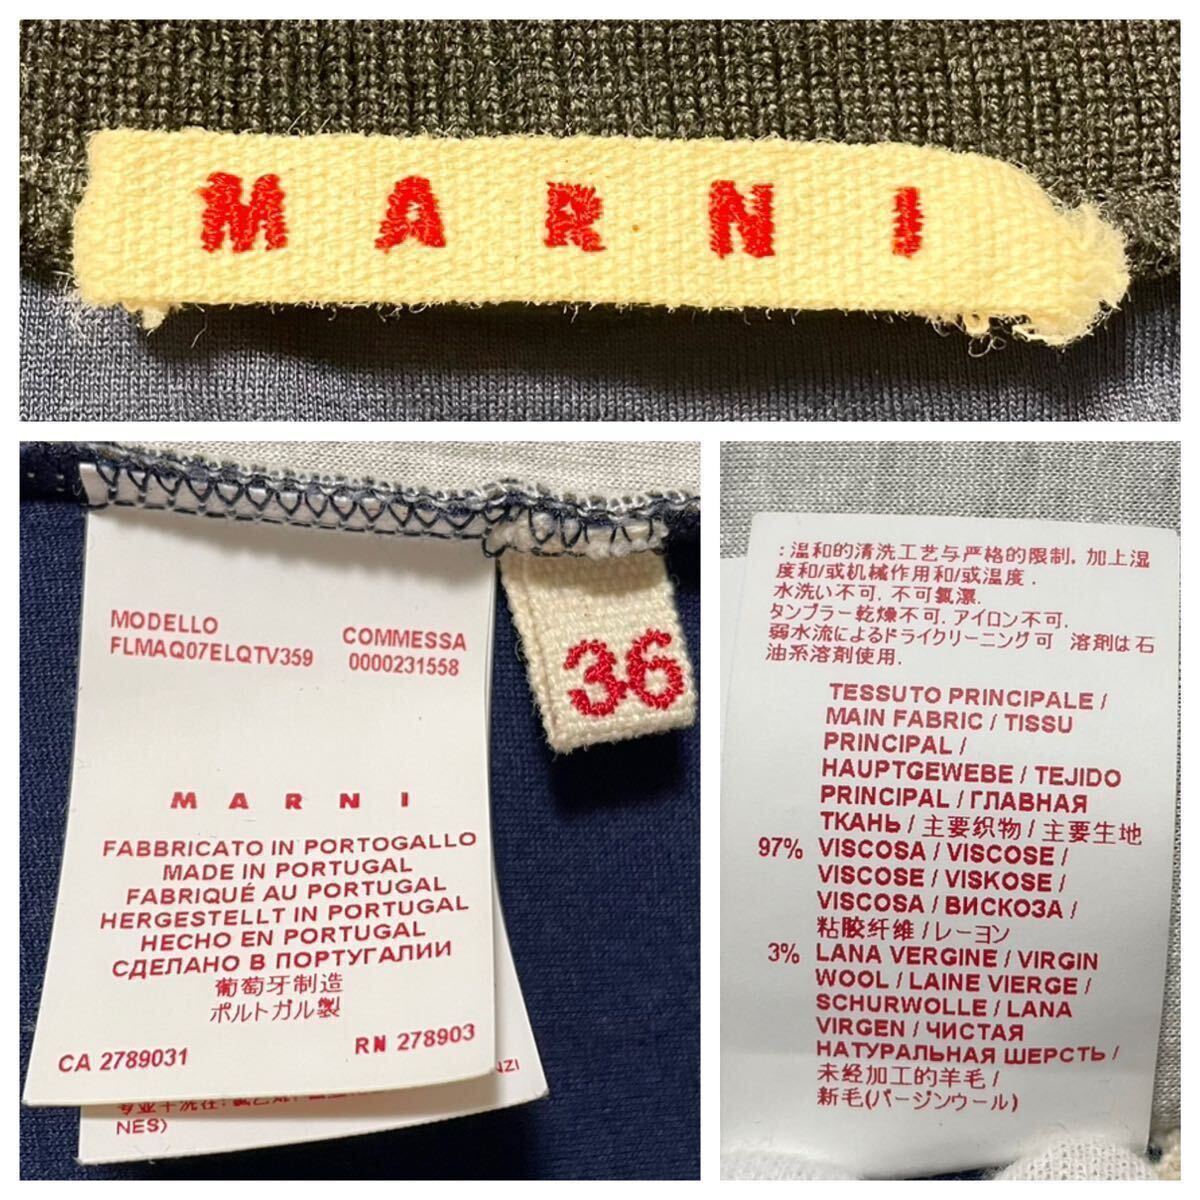 MARNI
MODELLO
FLMAQ07ELQTV359
COMMESSA
0000231558
36
MARNI
FABBRICATO IN PORTOGALLO
MADE IN PORTUGAL
FABRIQUÉ AU PORTUGAL
HERGESTELLT IN PORTUGAL
HECHO EN PORTUGAL
СДЕЛАНО В ПОРТУГАЛИИ
葡萄牙制造
ポルトガル製
CA 2789031
RN 278903
NZI
NES)
:温和的清洗工艺与严格的限制, 加上湿
度和/或机械作用和/或温度 .
水洗い不可. 不可氯漂.
タンブラー乾燥不可. アイロン不可.
弱水流によるドライクリーニング可 溶剤は石
油系溶剤使用.
TESSUTO PRINCIPALE /
MAIN FABRIC / TISSU
PRINCIPAL /
HAUPTGEWEBE / TEJIDO
PRINCIPAL / ГЛАВНАЯ
ТКАНЬ / 主要织物 / 主要生地
97% VISCOSA / VISCOSE /
VISCOSE / VISKOSE /
VISCOSA / ВИСКОЗА /
粘胶纤维 / レーヨン
3% LANA VERGINE / VIRGIN
WOOL / LAINE VIERGE /
SCHURWOLLE / LANA
VIRGEN / ЧИСТАЯ
НАТУРАЛЬНАЯ ШЕРСТЬ /
未经加工的羊毛 /
新毛(バージンウール)